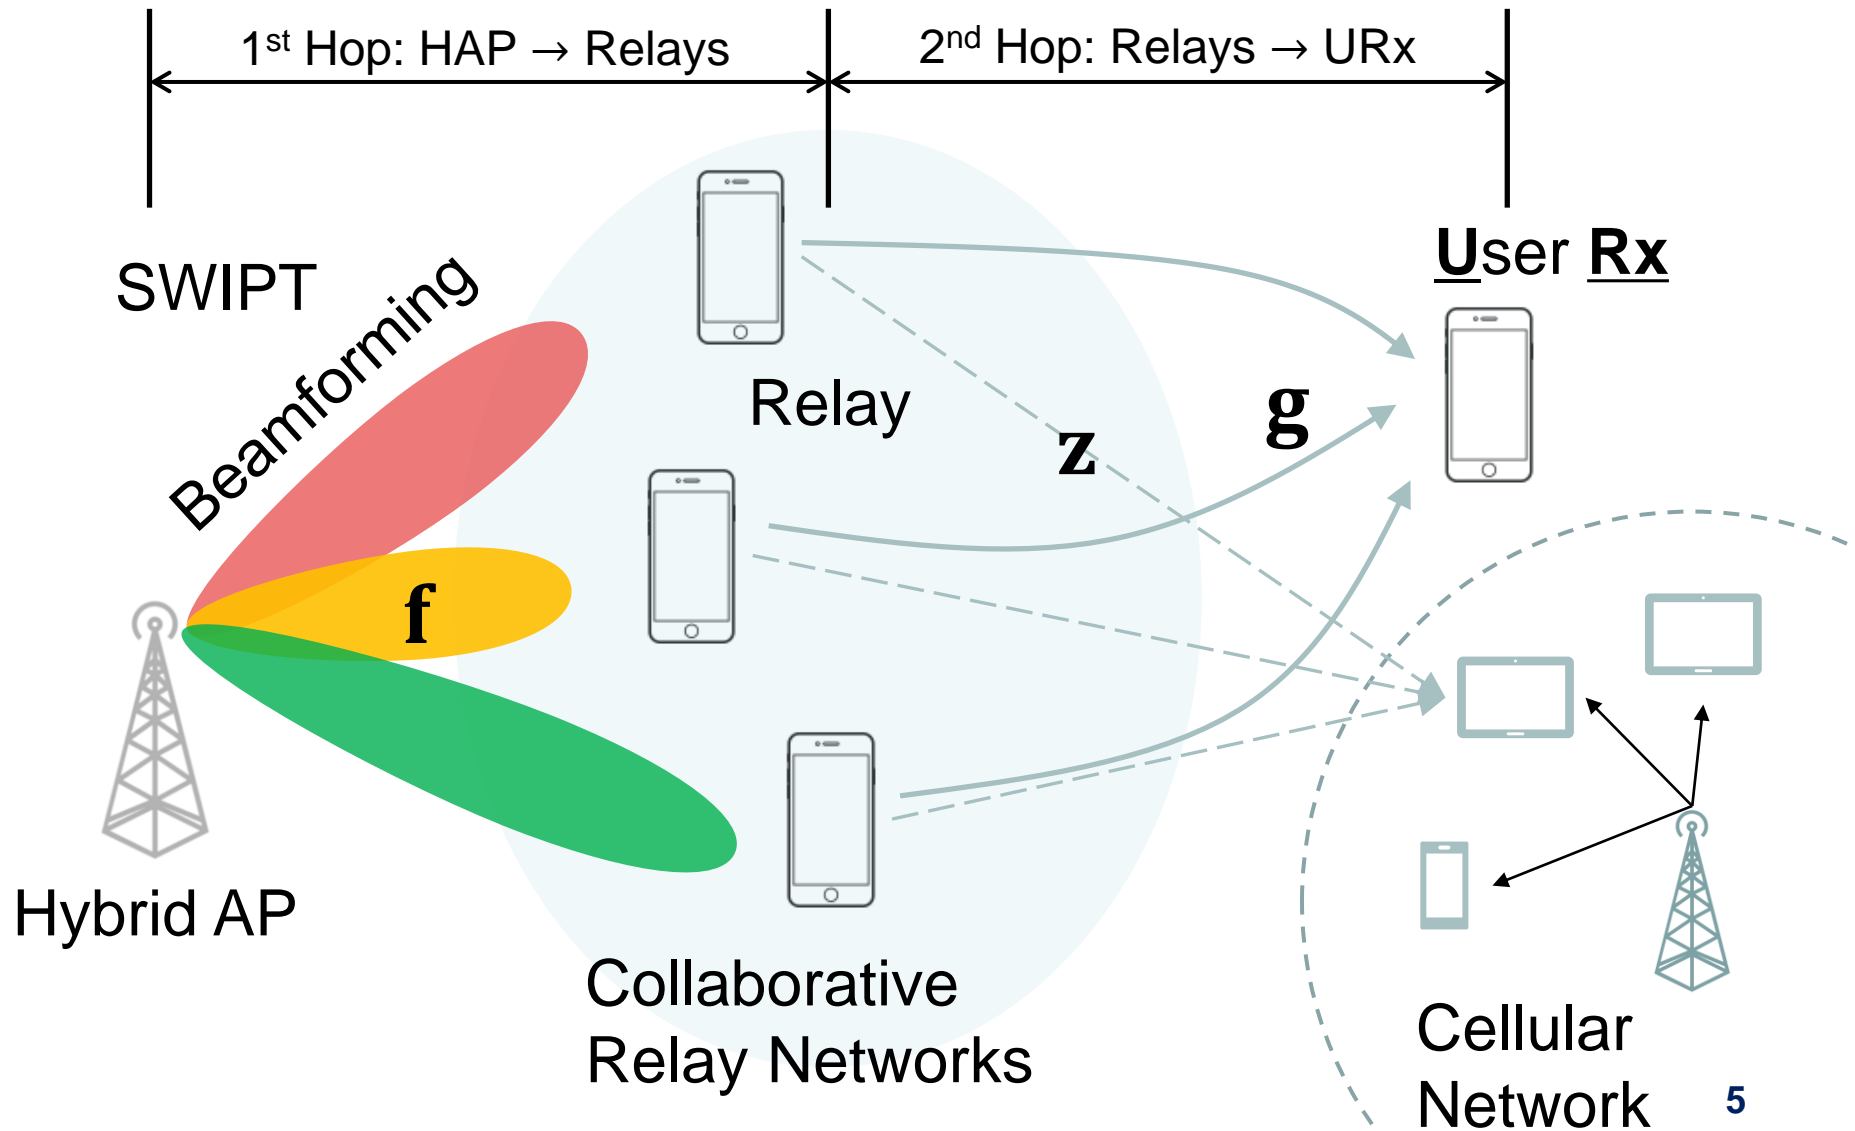 1st Hop: HAP → Relays
2nd Hop: Relays → URx
SWIPT
Beamforming
User Rx
Relay
g
z
f
Hybrid AP
Collaborative
Relay Networks
Cellular
Network
5